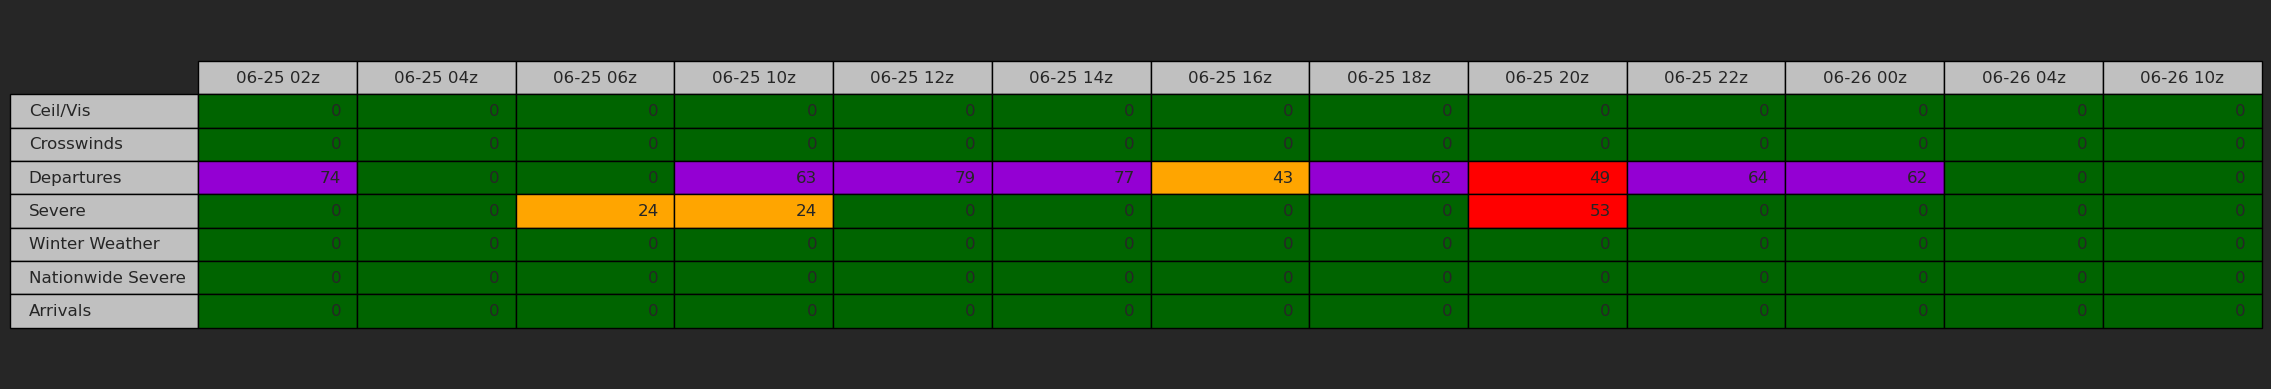 06-25 02z 06-25 04z 06-25 06z 06-25 10z 06-25 12z 06-25 14z 06-25 16z 06-25 18z 06-25 20z 06-25 22z 06-26 00z 06-26 04z 06-26 10z
Ceil/Vis 0 0 0 0 0 0 0 0 0 0 0 0 0
Crosswinds 0 0 0 0 0 0 0 0 0 0 0 0 0
Departures 74 0 0 63 79 77 43 62 49 64 62 0 0
Severe 0 0 24 24 0 0 0 0 53 0 0 0 0
Winter Weather 0 0 0 0 0 0 0 0 0 0 0 0 0
Nationwide Severe 0 0 0 0 0 0 0 0 0 0 0 0 0
Arrivals 0 0 0 0 0 0 0 0 0 0 0 0 0